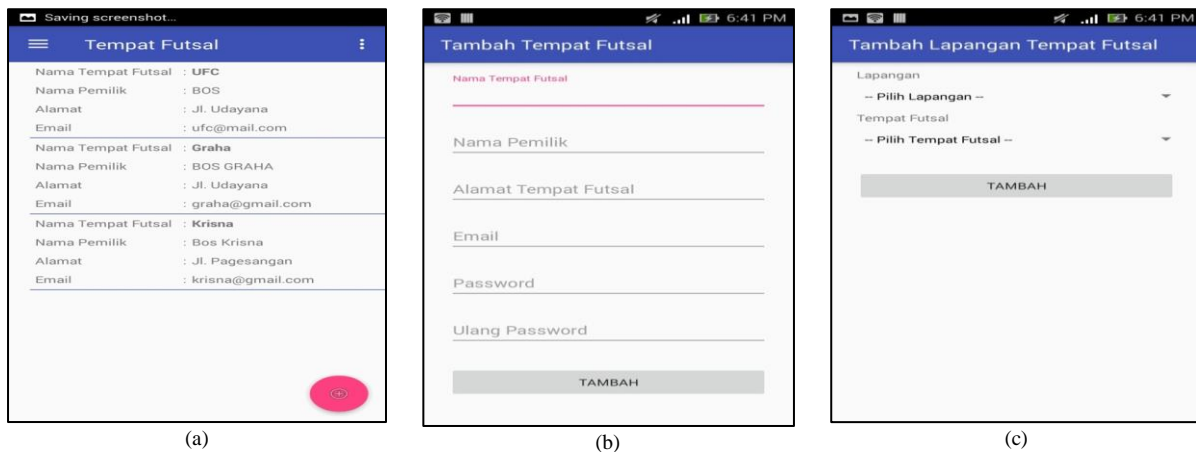 Saving screenshot...
Tempat Futsal
Nama Tempat Futsal : UFC
Nama Pemilik : BOS
Alamat : Jl. Udayana
Email : ufc@mail.com
Nama Tempat Futsal : Graha
Nama Pemilik : BOS GRAHA
Alamat : Jl. Udayana
Email : graha@gmail.com
Nama Tempat Futsal : Krisna
Nama Pemilik : Bos Krisna
Alamat : Jl. Pagesangan
Email : krisna@gmail.com
(a)
6:41 PM
Tambah Tempat Futsal
Nama Tempat Futsal
Nama Pemilik
Alamat Tempat Futsal
Email
Password
Ulang Password
TAMBAH
(b)
6:41 PM
Tambah Lapangan Tempat Futsal
Lapangan
-- Pilih Lapangan --
Tempat Futsal
-- Pilih Tempat Futsal --
TAMBAH
(c)